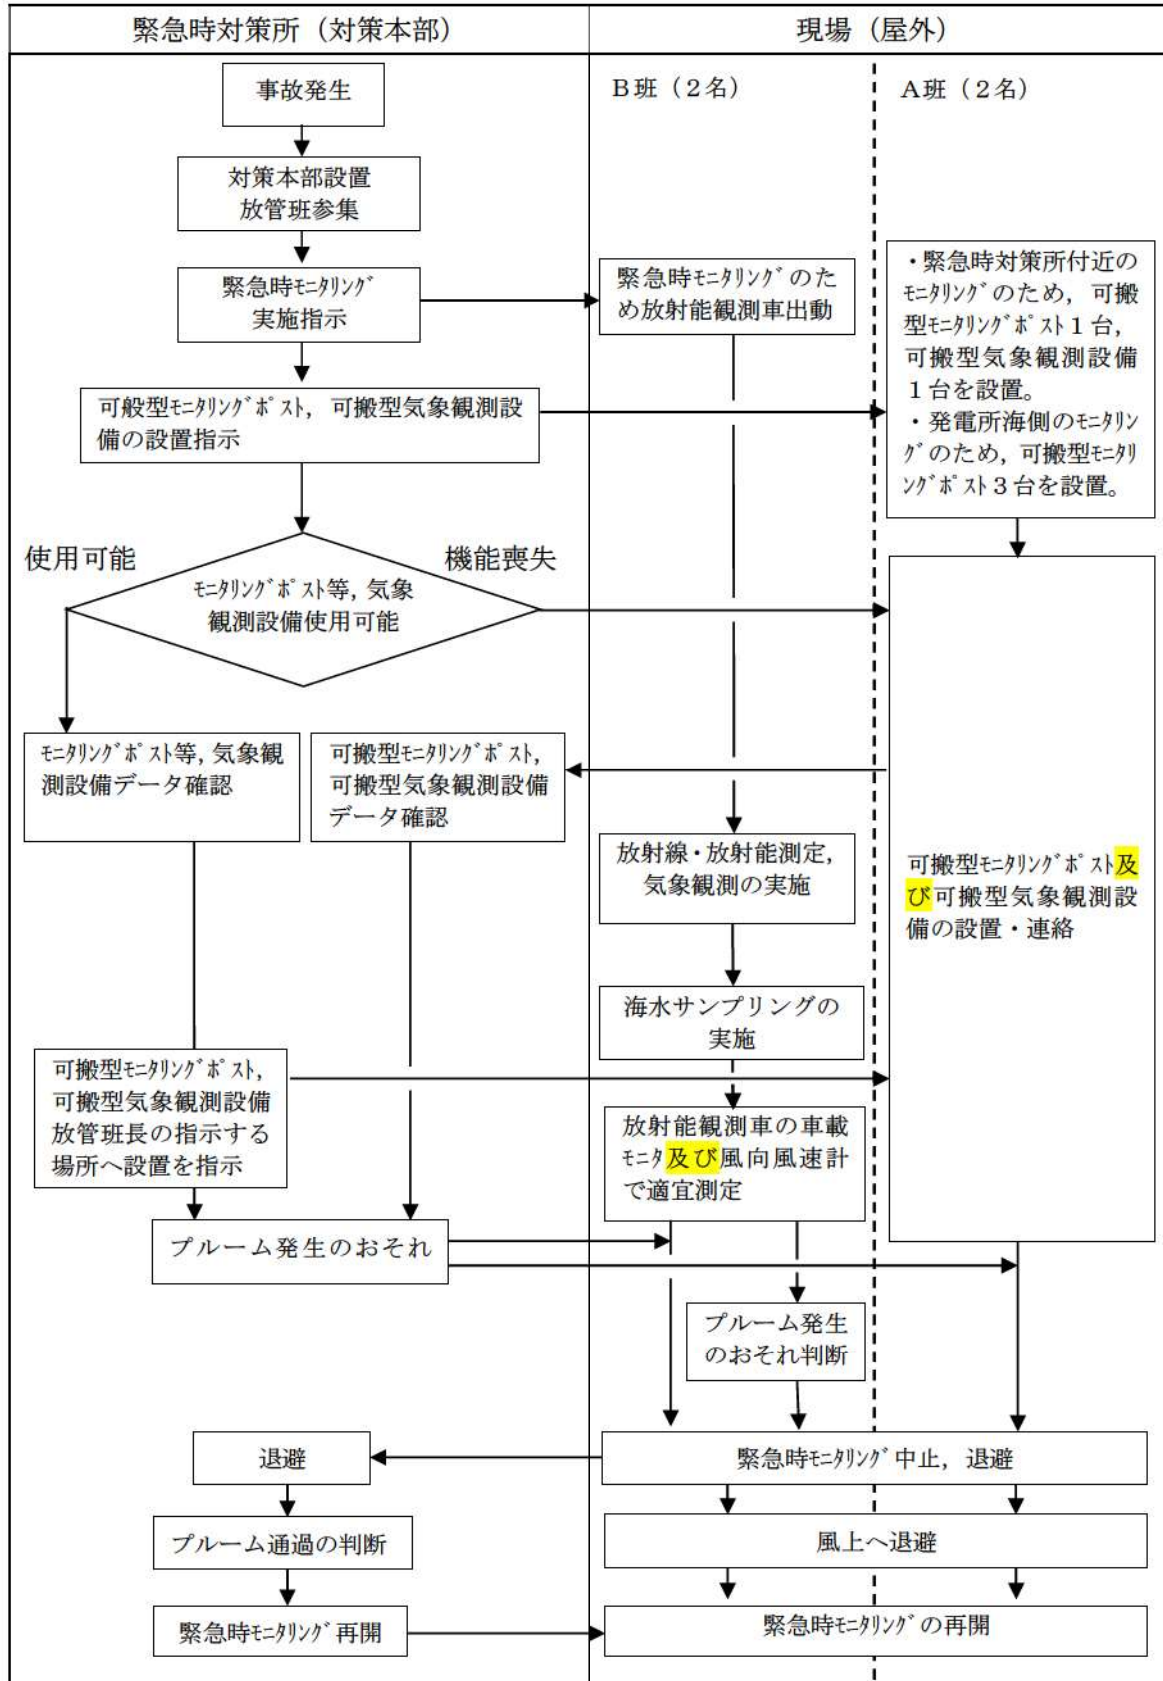 緊急時対策所（対策本部）
現場（屋外）
事故発生
B班（２名）
A班（２名）
対策本部設置
放管班参集
緊急時ﾓﾆﾀﾘﾝｸﾞ
実施指示
緊急時ﾓﾆﾀﾘﾝｸﾞのた
め放射能観測車出動
・緊急時対策所付近の
ﾓﾆﾀﾘﾝｸﾞのため，可搬
型ﾓﾆﾀﾘﾝｸﾞﾎﾟｽﾄ１台，
可搬型気象観測設備
１台を設置。
・発電所海側のﾓﾆﾀﾘﾝ
ｸﾞのため，可搬型ﾓﾆﾀﾘ
ﾝｸﾞﾎﾟｽﾄ３台を設置。
可般型ﾓﾆﾀﾘﾝｸﾞﾎﾟｽﾄ，可搬型気象観測設
備の設置指示
使用可能
機能喪失
ﾓﾆﾀﾘﾝｸﾞﾎﾟｽﾄ等，気象
観測設備使用可能
ﾓﾆﾀﾘﾝｸﾞﾎﾟｽﾄ等，気象観
測設備データ確認
可搬型ﾓﾆﾀﾘﾝｸﾞﾎﾟｽﾄ，
可搬型気象観測設備
データ確認
放射線・放射能測定，
気象観測の実施
可搬型ﾓﾆﾀﾘﾝｸﾞﾎﾟｽﾄ及
び可搬型気象観測設
備の設置・連絡
海水サンプリングの
実施
可搬型ﾓﾆﾀﾘﾝｸﾞﾎﾟｽﾄ，
可搬型気象観測設備
放管班長の指示する
場所へ設置を指示
放射能観測車の車載
ﾓﾆﾀ及び風向風速計
で適宜測定
プルーム発生のおそれ
プルーム発生
のおそれ判断
退避
緊急時ﾓﾆﾀﾘﾝｸﾞ中止，退避
プルーム通過の判断
風上へ退避
緊急時ﾓﾆﾀﾘﾝｸﾞ再開
緊急時ﾓﾆﾀﾘﾝｸﾞの再開